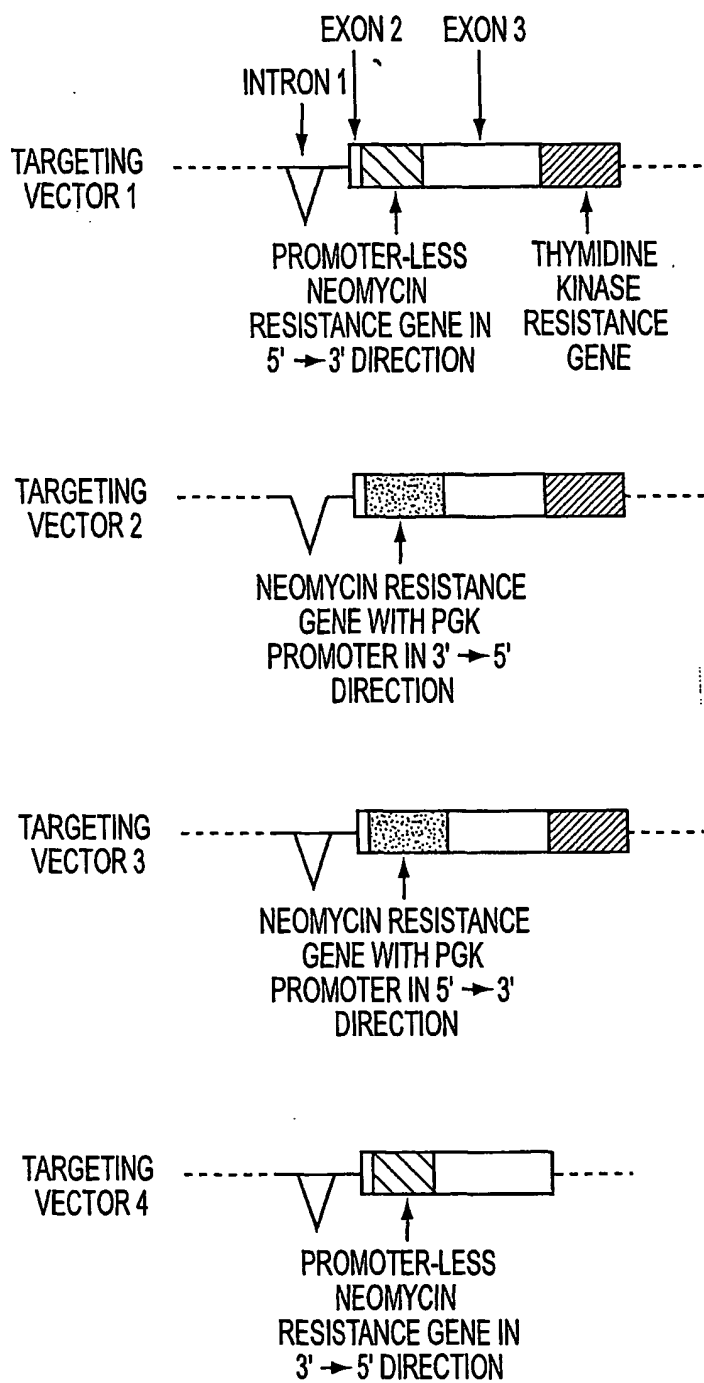 EXON 2 EXON 3
INTRON 1
TARGETING
VECTOR 1
PROMOTER-LESS
NEOMYCIN
RESISTANCE GENE IN
5' → 3' DIRECTION
THYMIDINE
KINASE
RESISTANCE
GENE
TARGETING
VECTOR 2
NEOMYCIN RESISTANCE
GENE WITH PGK
PROMOTER IN 3' → 5'
DIRECTION
TARGETING
VECTOR 3
NEOMYCIN RESISTANCE
GENE WITH PGK
PROMOTER IN 5' → 3'
DIRECTION
TARGETING
VECTOR 4
PROMOTER-LESS
NEOMYCIN
RESISTANCE GENE IN
3' → 5' DIRECTION